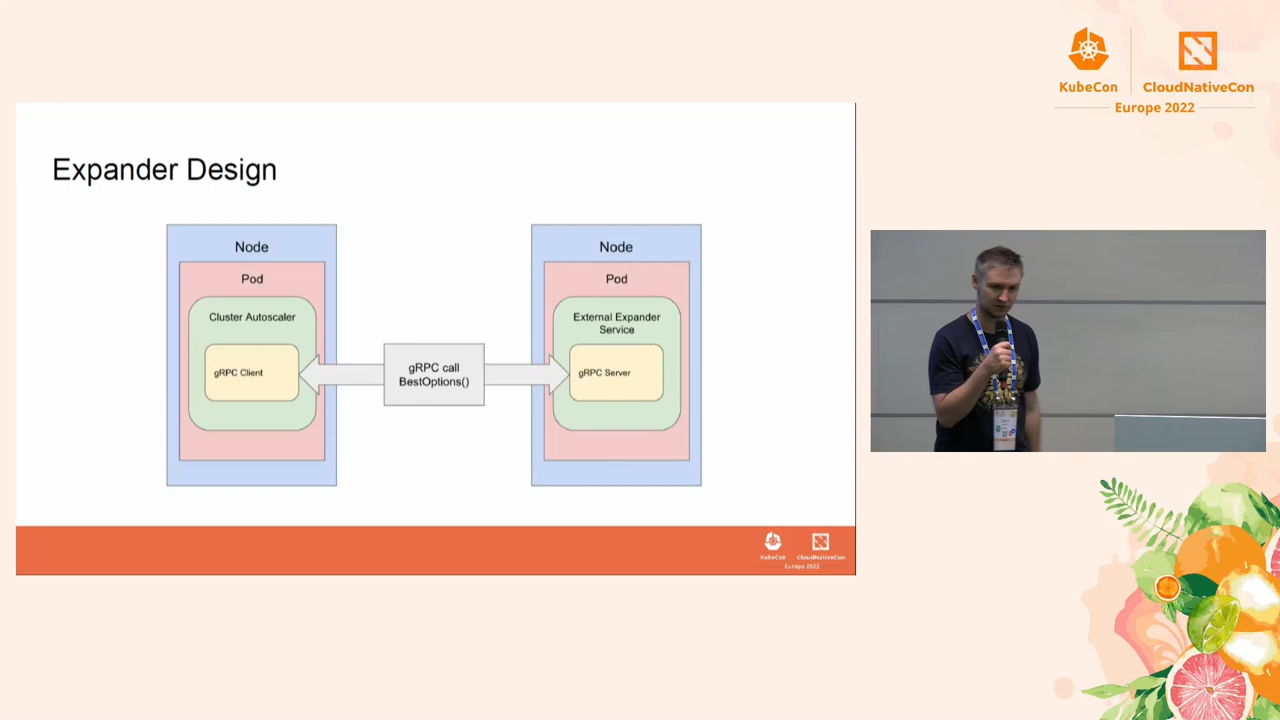 KubeCon
CloudNativeCon
Europe 2022
Expander Design
Node
Pod
Cluster Autoscaler
gRPC Client
gRPC call
BestOptions()
Node
Pod
External Expander
Service
gRPC Server
KubeCon
CloudNativeCon
Europe 2022